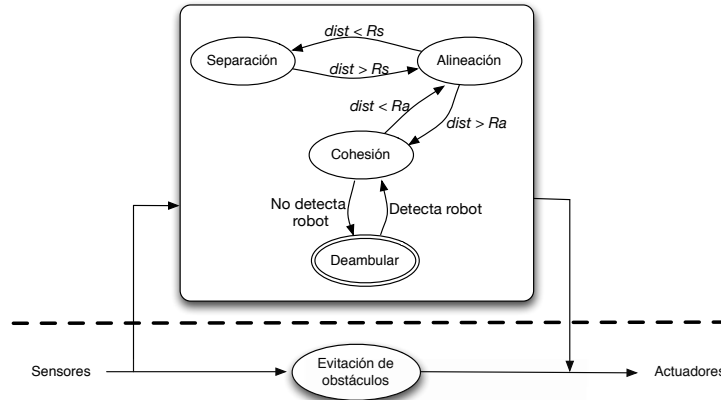 dist < Rs
Separación
Alineación
dist > Rs
dist < Ra
dist > Ra
Cohesión
No detecta
robot
Detecta robot
Deambular
Sensores
Evitación de
obstáculos
Actuadores